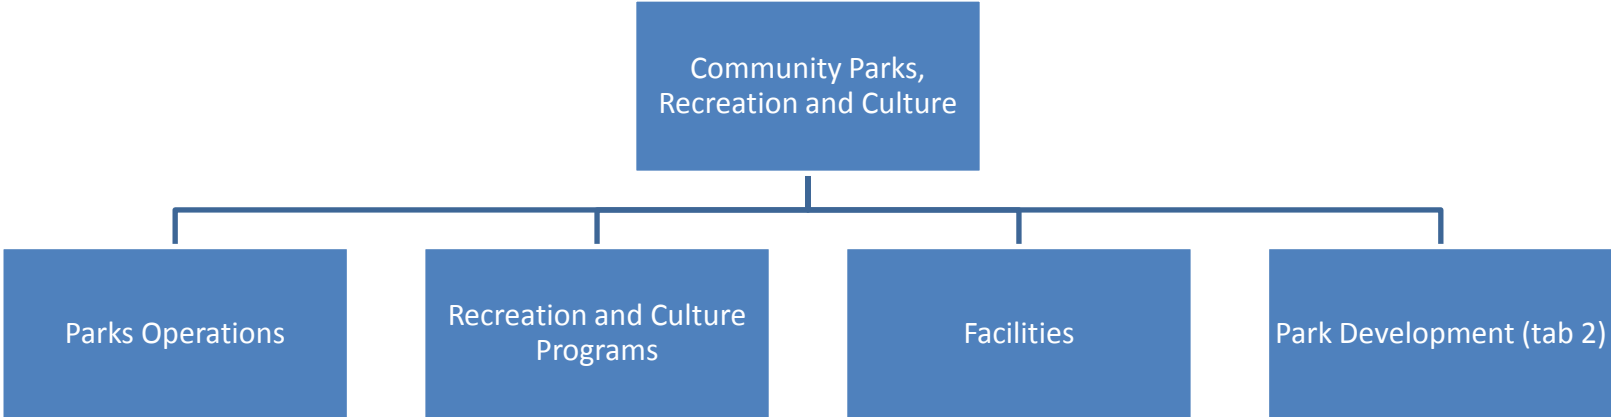 Community Parks,
Recreation and Culture
Parks Operations
Recreation and Culture
Programs
Facilities
Park Development (tab 2)